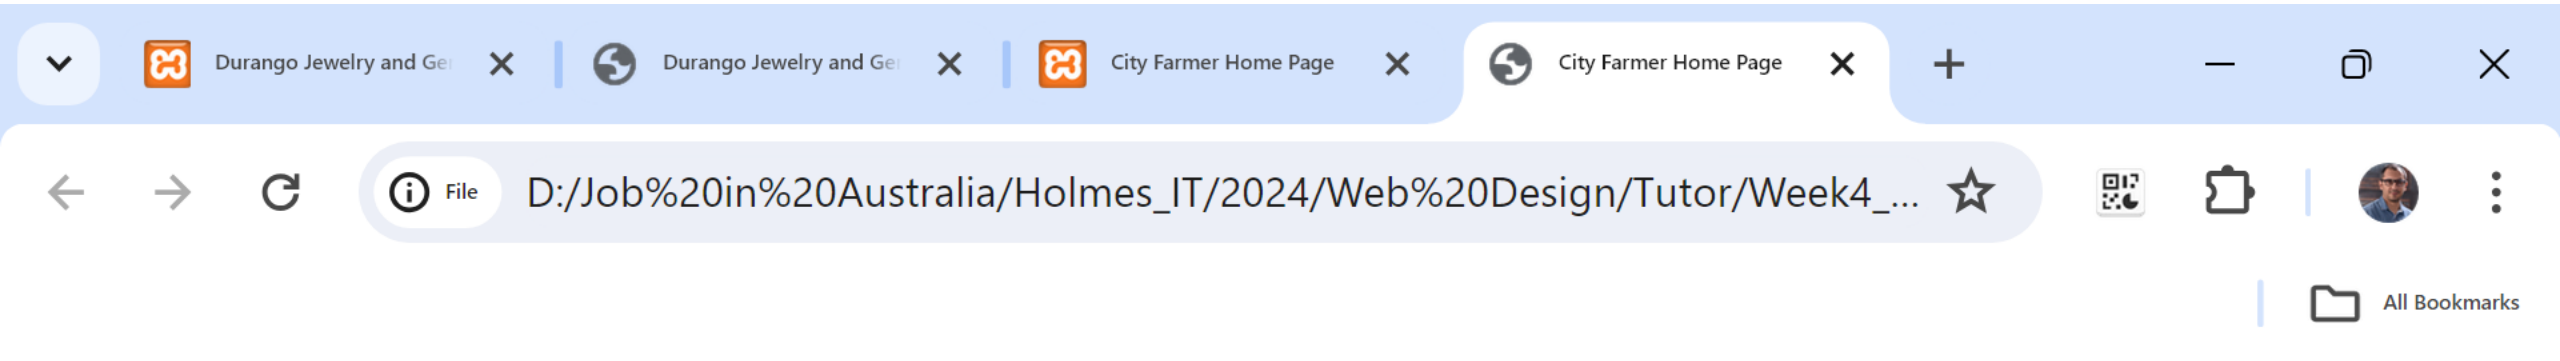 Durango Jewelry and Ge Durango Jewelry and Ge City Farmer Home Page City Farmer Home Page
File D:/Job%20in%20Australia/Holmes_IT/2024/Web%20Design/Tutor/Week4_...
All Bookmarks